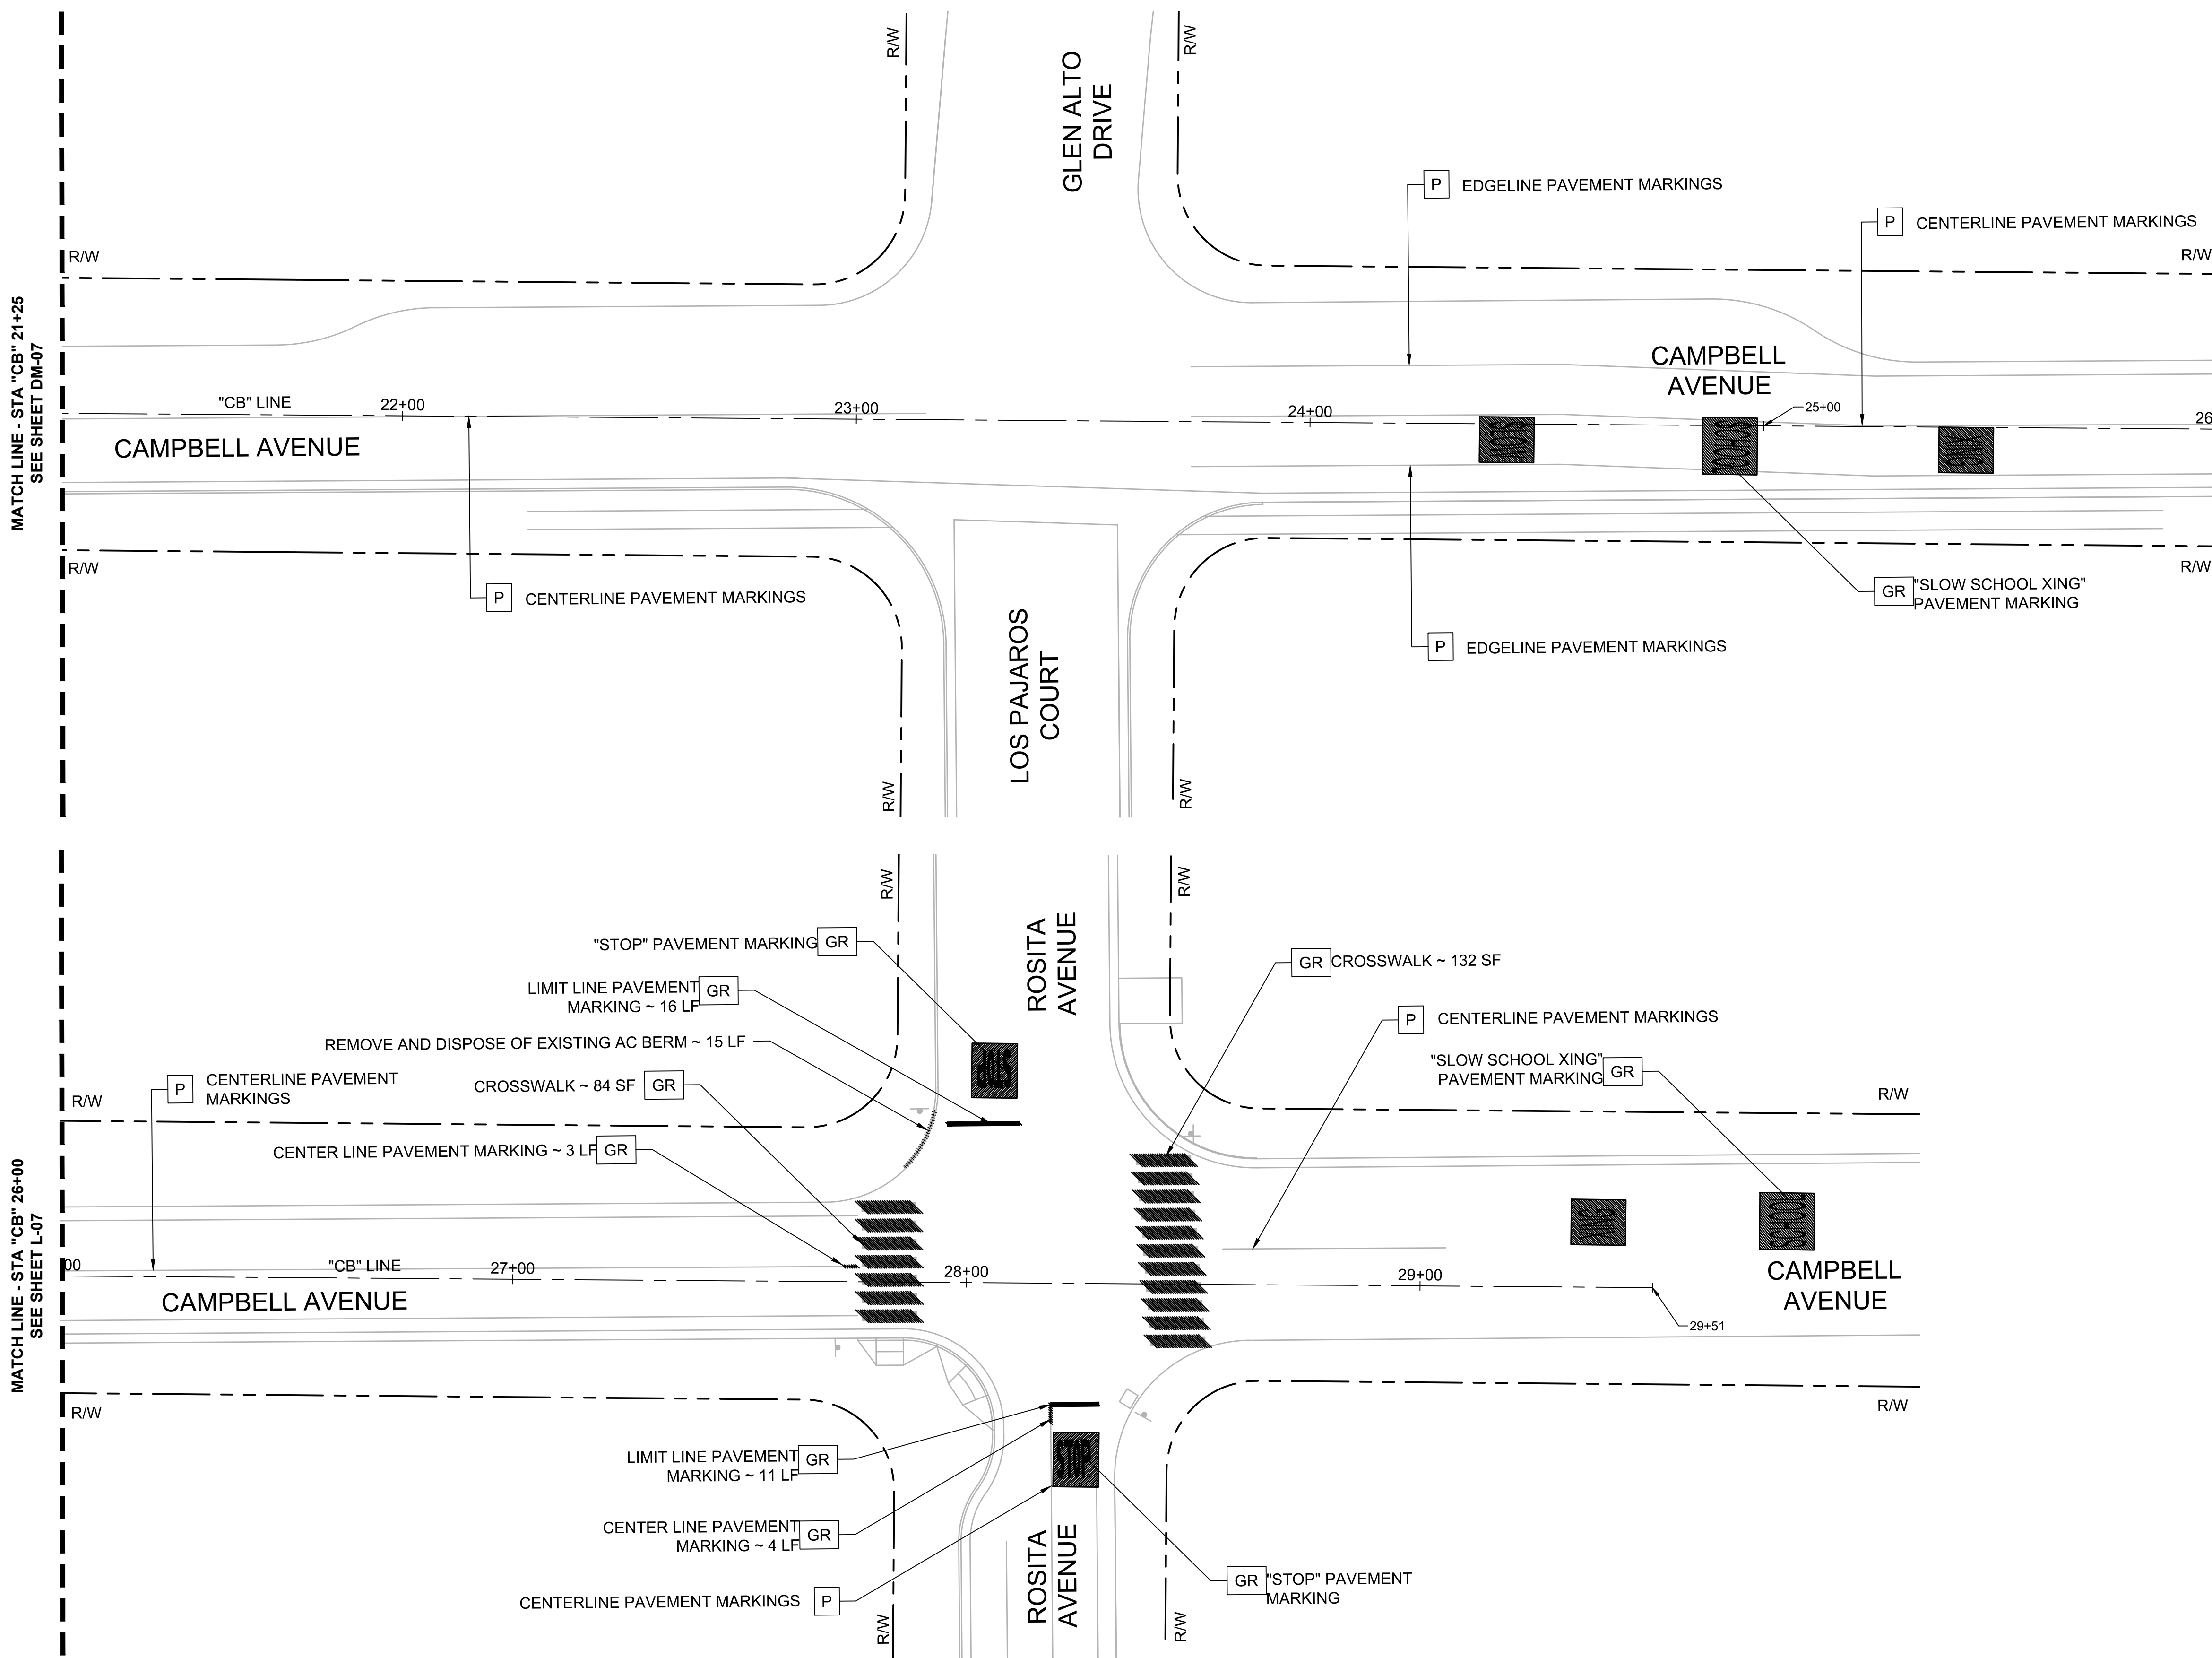 R/W
R/W
GLEN ALTO
DRIVE
P EDGELINE PAVEMENT MARKINGS
P CENTERLINE PAVEMENT MARKINGS
R/W
R/W
MATCH LINE - STA "CB" 21+25
SEE SHEET DM-07
CAMPBELL
AVENUE
"CB" LINE
22+00
23+00
24+00
25+00
26
CAMPBELL AVENUE
SLOW
SCHOOL
XING
R/W
R/W
P CENTERLINE PAVEMENT MARKINGS
GR "SLOW SCHOOL XING"
PAVEMENT MARKING
P EDGELINE PAVEMENT MARKINGS
LOS PAJAROS
COURT
R/W
R/W
R/W
R/W
ROSITA
AVENUE
"STOP" PAVEMENT MARKING GR
GR CROSSWALK ~ 132 SF
LIMIT LINE PAVEMENT GR
MARKING ~ 16 LF
P CENTERLINE PAVEMENT MARKINGS
REMOVE AND DISPOSE OF EXISTING AC BERM ~ 15 LF
STOP
"SLOW SCHOOL XING" GR
PAVEMENT MARKING
P CENTERLINE PAVEMENT
MARKINGS
CROSSWALK ~ 84 SF GR
R/W
R/W
CENTER LINE PAVEMENT MARKING ~ 3 LF GR
MATCH LINE - STA "CB" 26+00
SEE SHEET L-07
XING
SCHOOL
00
"CB" LINE
27+00
28+00
29+00
CAMPBELL AVENUE
CAMPBELL
AVENUE
29+51
R/W
R/W
LIMIT LINE PAVEMENT GR
MARKING ~ 11 LF
STOP
CENTER LINE PAVEMENT GR
MARKING ~ 4 LF
ROSITA
AVENUE
GR "STOP" PAVEMENT
MARKING
CENTERLINE PAVEMENT MARKINGS P
R/W
R/W